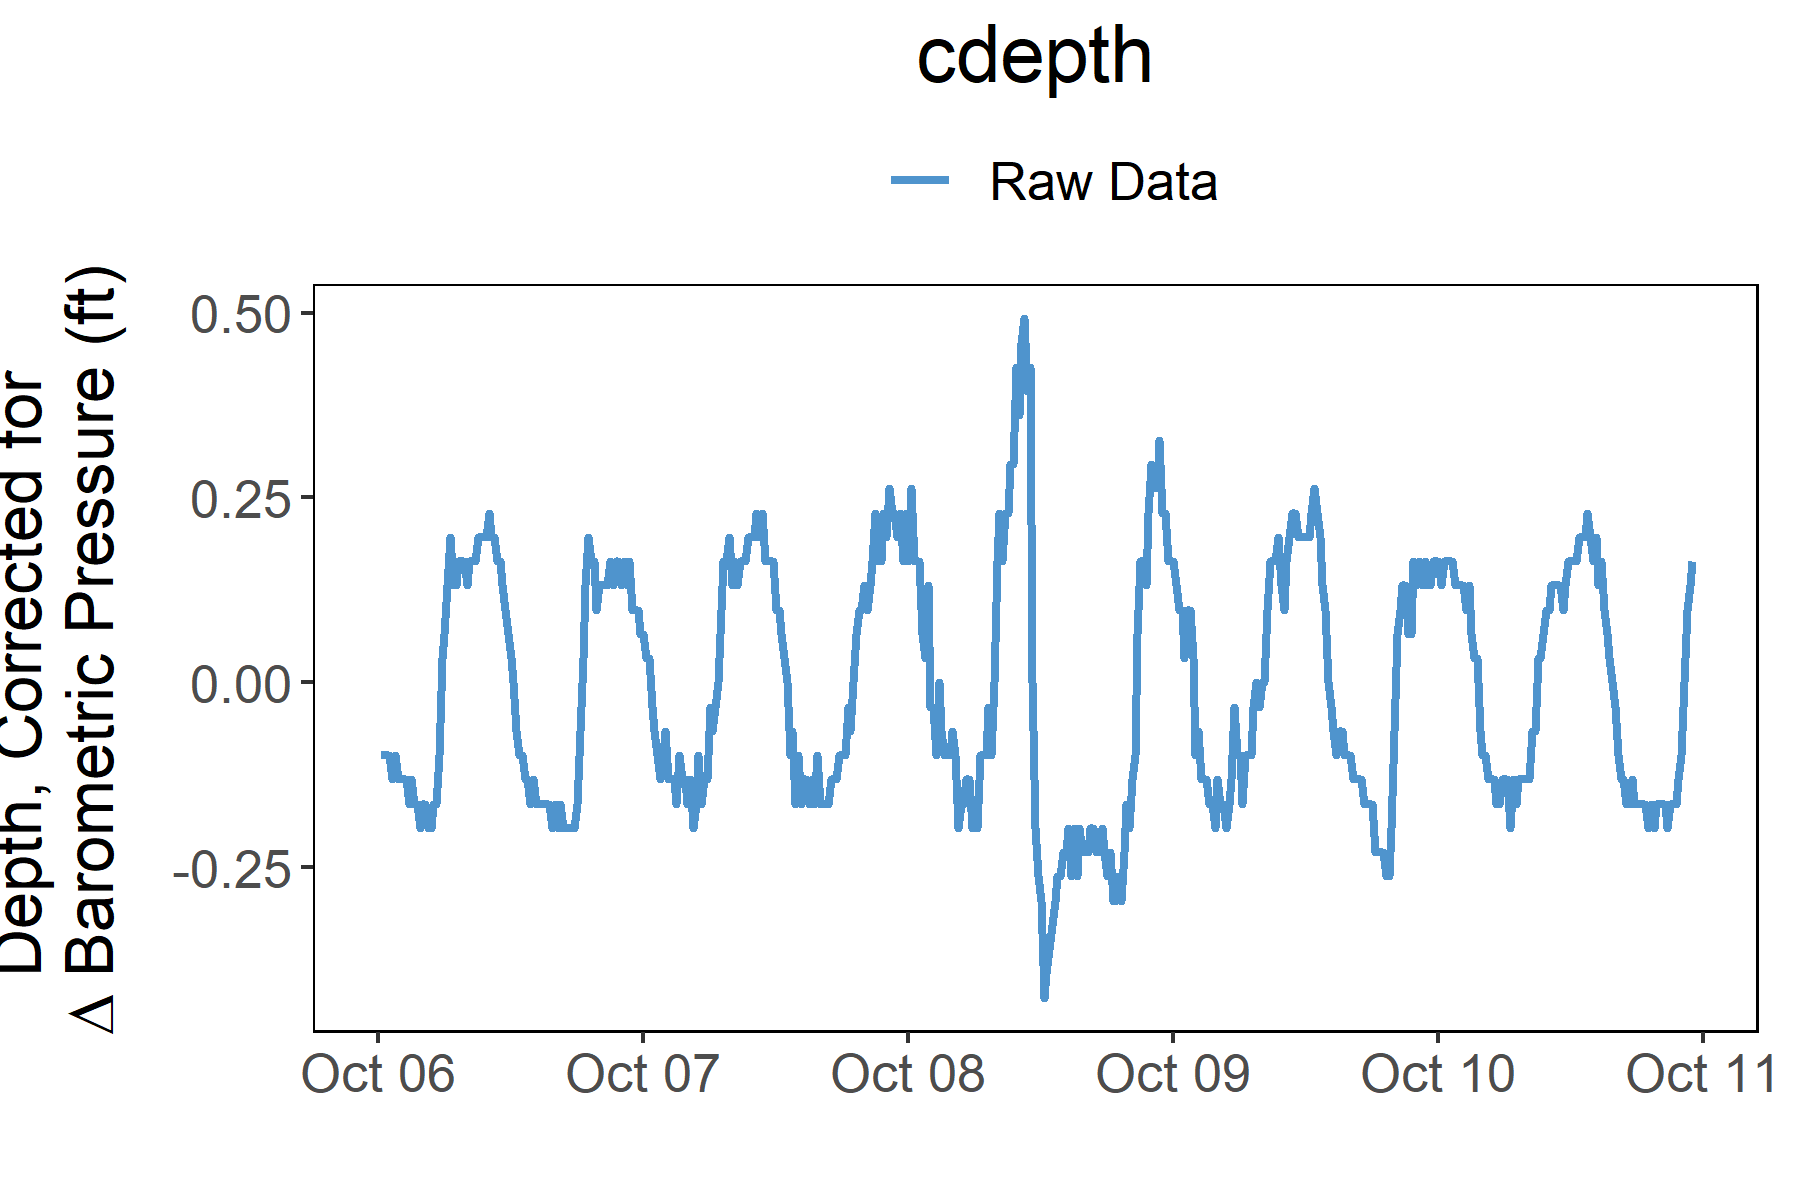 cdepth
Raw Data
Depth, Corrected for
Δ Barometric Pressure (ft)
0.50
0.25
0.00
-0.25
Oct 06 Oct 07 Oct 08 Oct 09 Oct 10 Oct 11